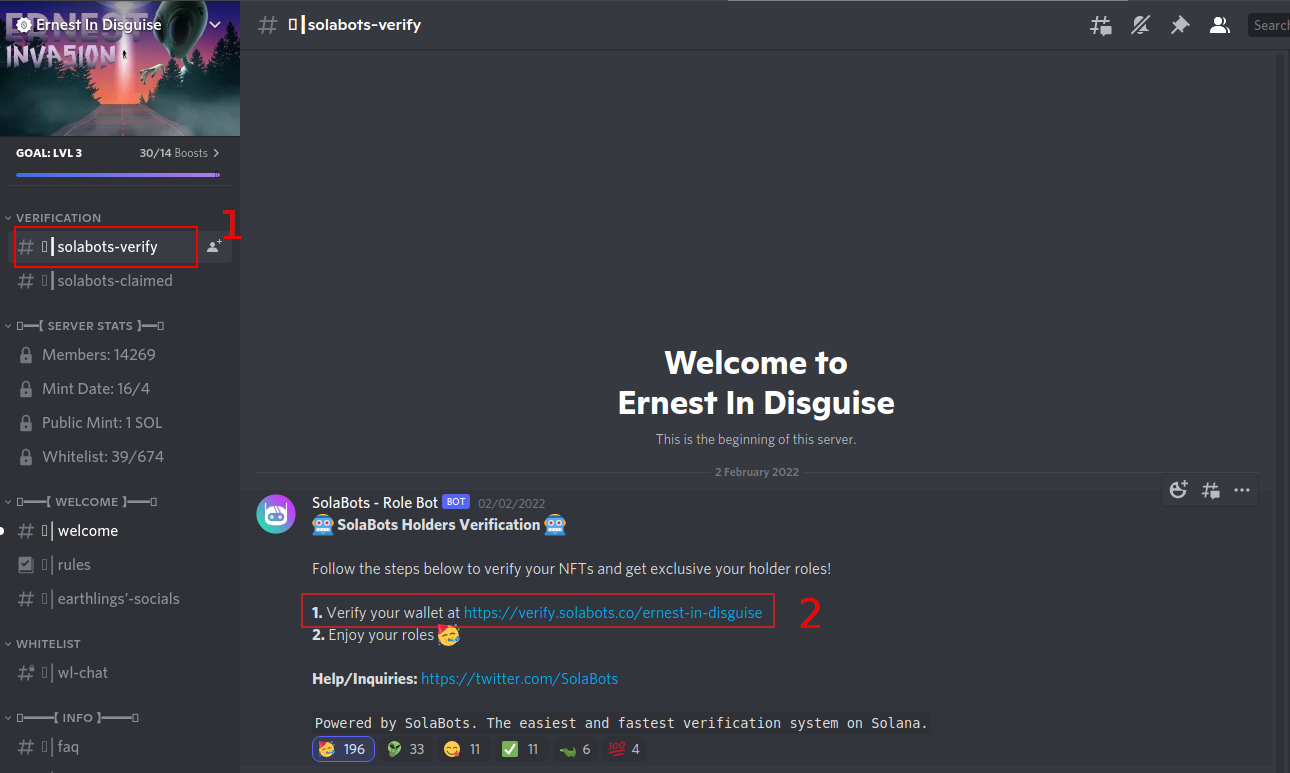 Ernest In Disguise
ERNEST
INVASION
GOAL: LVL 3 30/14 Boosts
VERIFICATION
solabots-verify
1
solabots-claimed
SERVER STATS
Members: 14269
Mint Date: 16/4
Public Mint: 1 SOL
Whitelist: 39/674
WELCOME
welcome
rules
earthlings'-socials
WHITELIST
wl-chat
INFO
faq
solabots-verify
Search
Welcome to
Ernest In Disguise
This is the beginning of this server.
2 February 2022
SolaBots - Role Bot BOT 02/02/2022
SolaBots Holders Verification
Follow the steps below to verify your NFTs and get exclusive your holder roles!
1. Verify your wallet at https://verify.solabots.co/ernest-in-disguise
2
2. Enjoy your roles
Help/Inquiries: https://twitter.com/SolaBots
Powered by SolaBots. The easiest and fastest verification system on Solana.
196 33 11 11 6 100 4